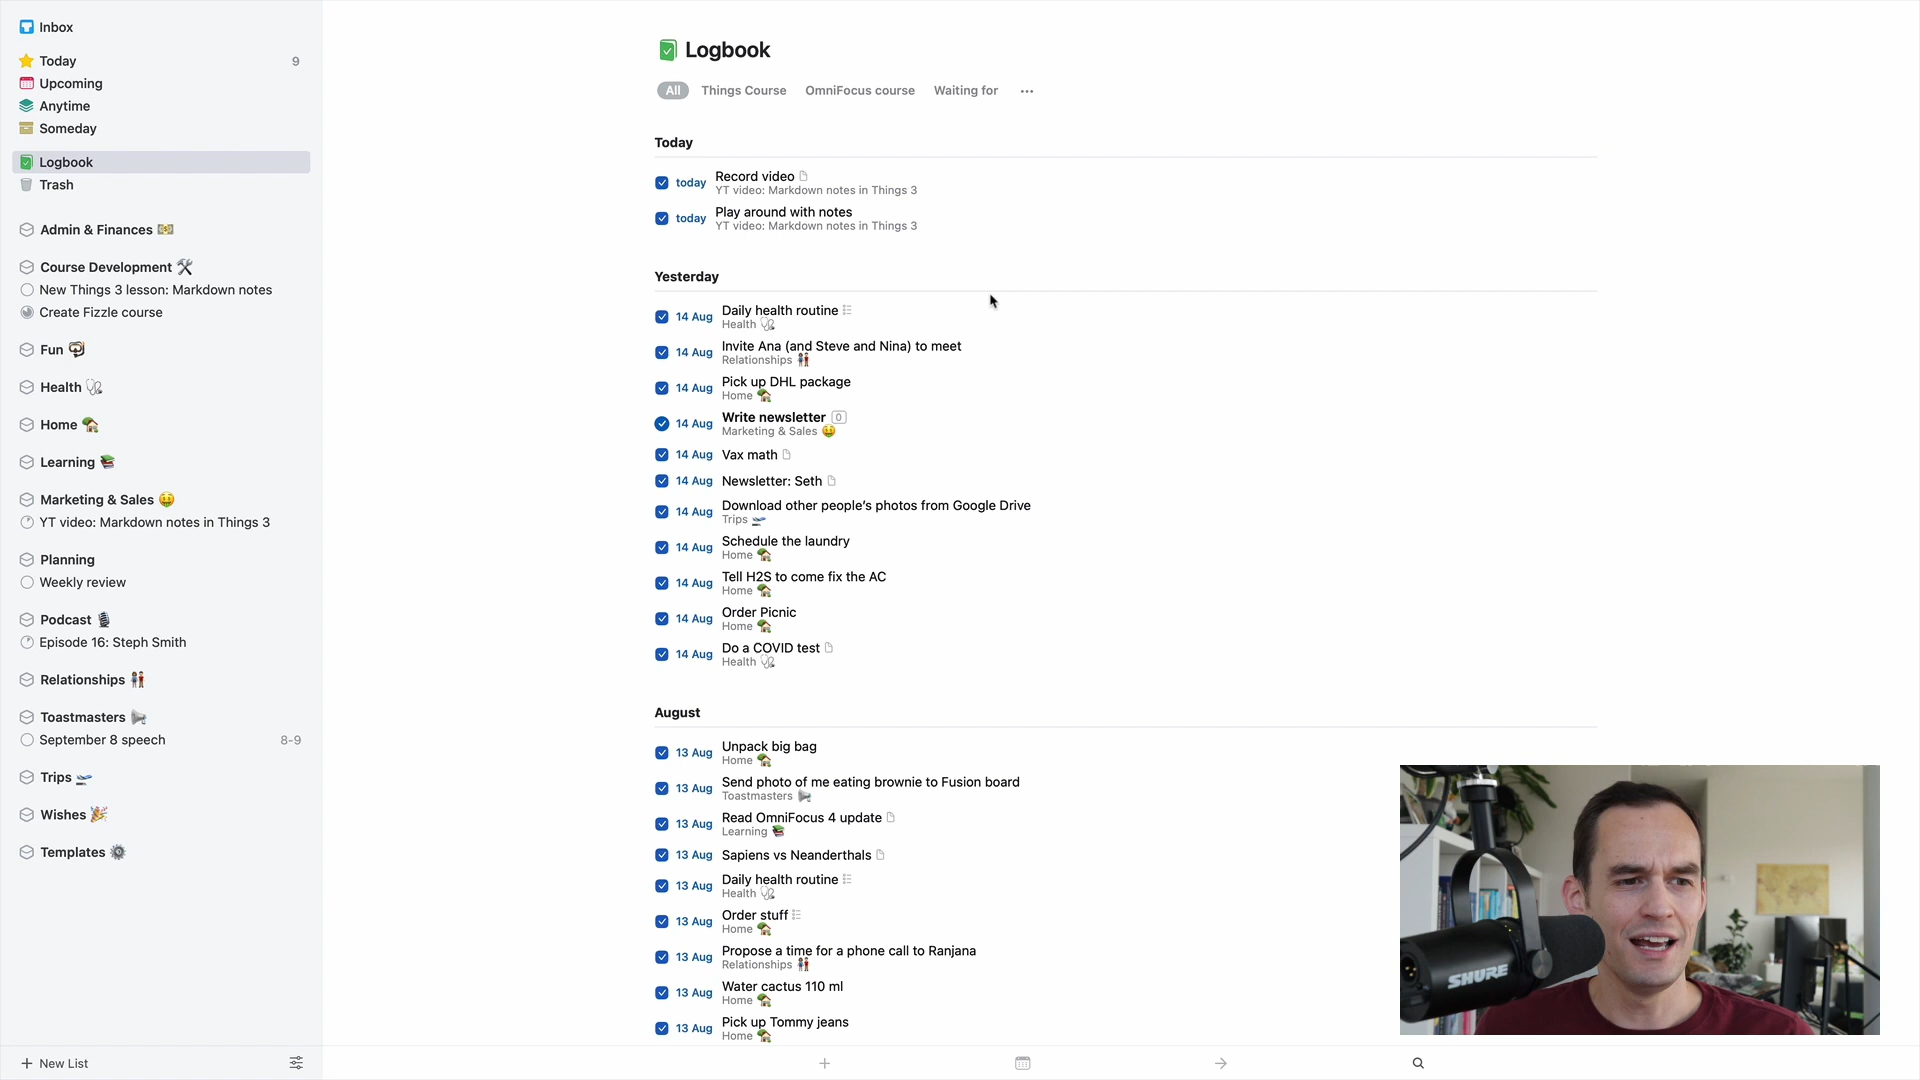 Inbox
Today 9
Upcoming
Anytime
Someday
Logbook
Trash
Admin & Finances
Course Development
New Things 3 lesson: Markdown notes
Create Fizzle course
Fun
Health
Home
Learning
Marketing & Sales
YT video: Markdown notes in Things 3
Planning
Weekly review
Podcast
Episode 16: Steph Smith
Relationships
Toastmasters
September 8 speech 8-9
Trips
Wishes
Templates
New List
Logbook
All Things Course OmniFocus course Waiting for ...
Today
today Record video
YT video: Markdown notes in Things 3
today Play around with notes
YT video: Markdown notes in Things 3
Yesterday
14 Aug Daily health routine
Health
14 Aug Invite Ana (and Steve and Nina) to meet
Relationships
14 Aug Pick up DHL package
Home
14 Aug Write newsletter 0
Marketing & Sales
14 Aug Vax math
14 Aug Newsletter: Seth
14 Aug Download other people's photos from Google Drive
Trips
14 Aug Schedule the laundry
Home
14 Aug Tell H2S to come fix the AC
Home
14 Aug Order Picnic
Home
14 Aug Do a COVID test
Health
August
13 Aug Unpack big bag
Home
13 Aug Send photo of me eating brownie to Fusion board
Toastmasters
13 Aug Read OmniFocus 4 update
Learning
13 Aug Sapiens vs Neanderthals
13 Aug Daily health routine
Health
13 Aug Order stuff
Home
13 Aug Propose a time for a phone call to Ranjana
Relationships
13 Aug Water cactus 110 ml
Home
13 Aug Pick up Tommy jeans
Home
SHURE